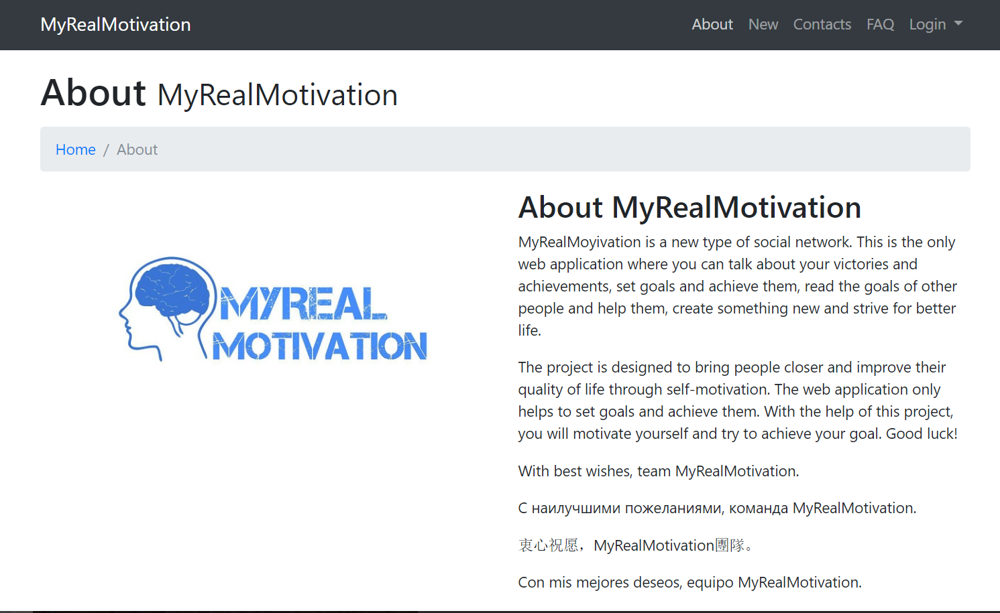 MyRealMotivation
About New Contacts FAQ Login
About MyRealMotivation
Home / About
MYREAL
MOTIVATION
About MyRealMotivation
MyRealMoyivation is a new type of social network. This is the only
web application where you can talk about your victories and
achievements, set goals and achieve them, read the goals of other
people and help them, create something new and strive for better
life.
The project is designed to bring people closer and improve their
quality of life through self-motivation. The web application only
helps to set goals and achieve them. With the help of this project,
you will motivate yourself and try to achieve your goal. Good luck!
With best wishes, team MyRealMotivation.
С наилучшими пожеланиями, команда MyRealMotivation.
衷心祝愿，MyRealMotivation團隊。
Con mis mejores deseos, equipo MyRealMotivation.